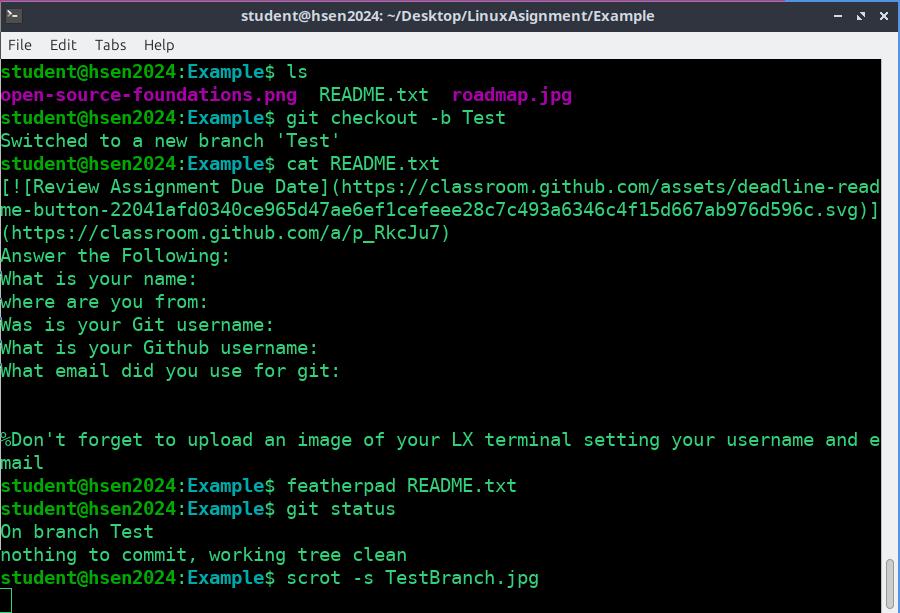 student@hsen2024: ~/Desktop/LinuxAsignment/Example
File Edit Tabs Help
student@hsen2024:Example$ ls
open-source-foundations.png README.txt roadmap.jpg
student@hsen2024:Example$ git checkout -b Test
Switched to a new branch 'Test'
student@hsen2024:Example$ cat README.txt
[![Review Assignment Due Date](https://classroom.github.com/assets/deadline-read
me-button-22041afd0340ce965d47ae6ef1cefeee28c7c493a6346c4f15d667ab976d596c.svg)]
(https://classroom.github.com/a/p_RkcJu7)
Answer the Following:
What is your name:
where are you from:
Was is your Git username:
What is your Github username:
What email did you use for git:
%Don't forget to upload an image of your LX terminal setting your username and e
mail
student@hsen2024:Example$ featherpad README.txt
student@hsen2024:Example$ git status
On branch Test
nothing to commit, working tree clean
student@hsen2024:Example$ scrot -s TestBranch.jpg